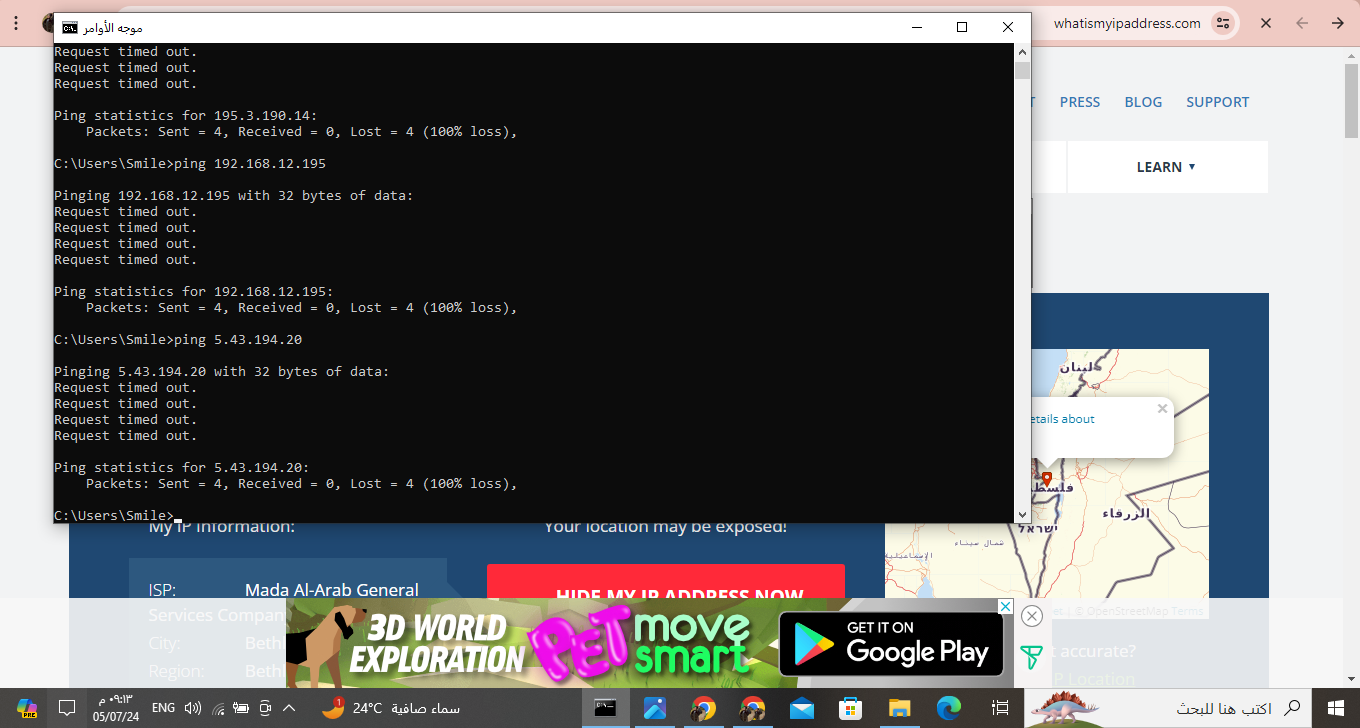 موجه الأوامر
whatismyipaddress.com
Request timed out.
Request timed out.
Request timed out.
Ping statistics for 195.3.190.14:
Packets: Sent = 4, Received = 0, Lost = 4 (100% loss),
C:\Users\Smile>ping 192.168.12.195
Pinging 192.168.12.195 with 32 bytes of data:
Request timed out.
Request timed out.
Request timed out.
Request timed out.
Ping statistics for 192.168.12.195:
Packets: Sent = 4, Received = 0, Lost = 4 (100% loss),
C:\Users\Smile>ping 5.43.194.20
Pinging 5.43.194.20 with 32 bytes of data:
Request timed out.
Request timed out.
Request timed out.
Request timed out.
Ping statistics for 5.43.194.20:
Packets: Sent = 4, Received = 0, Lost = 4 (100% loss),
C:\Users\Smile>
T PRESS BLOG SUPPORT
LEARN ▾
لبنان
etails about
فلسط
الزرقاء
ישראל
شمال سيناء
الإسماعيلية
My IP Information:
Your location may be exposed!
ISP: Mada Al-Arab General
Services Compan
City: Beth
Region: Beth
HIDE MY IP ADDRESS NOW
© OpenStreetMap Terms
t accurate?
P Location
3D WORLD
EXPLORATION
PET
move
smart
GET IT ON
Google Play
PRE
٠٩:١٣ م
05/07/24
ENG
1
24°C سماء صافية
اكتب هنا للبحث